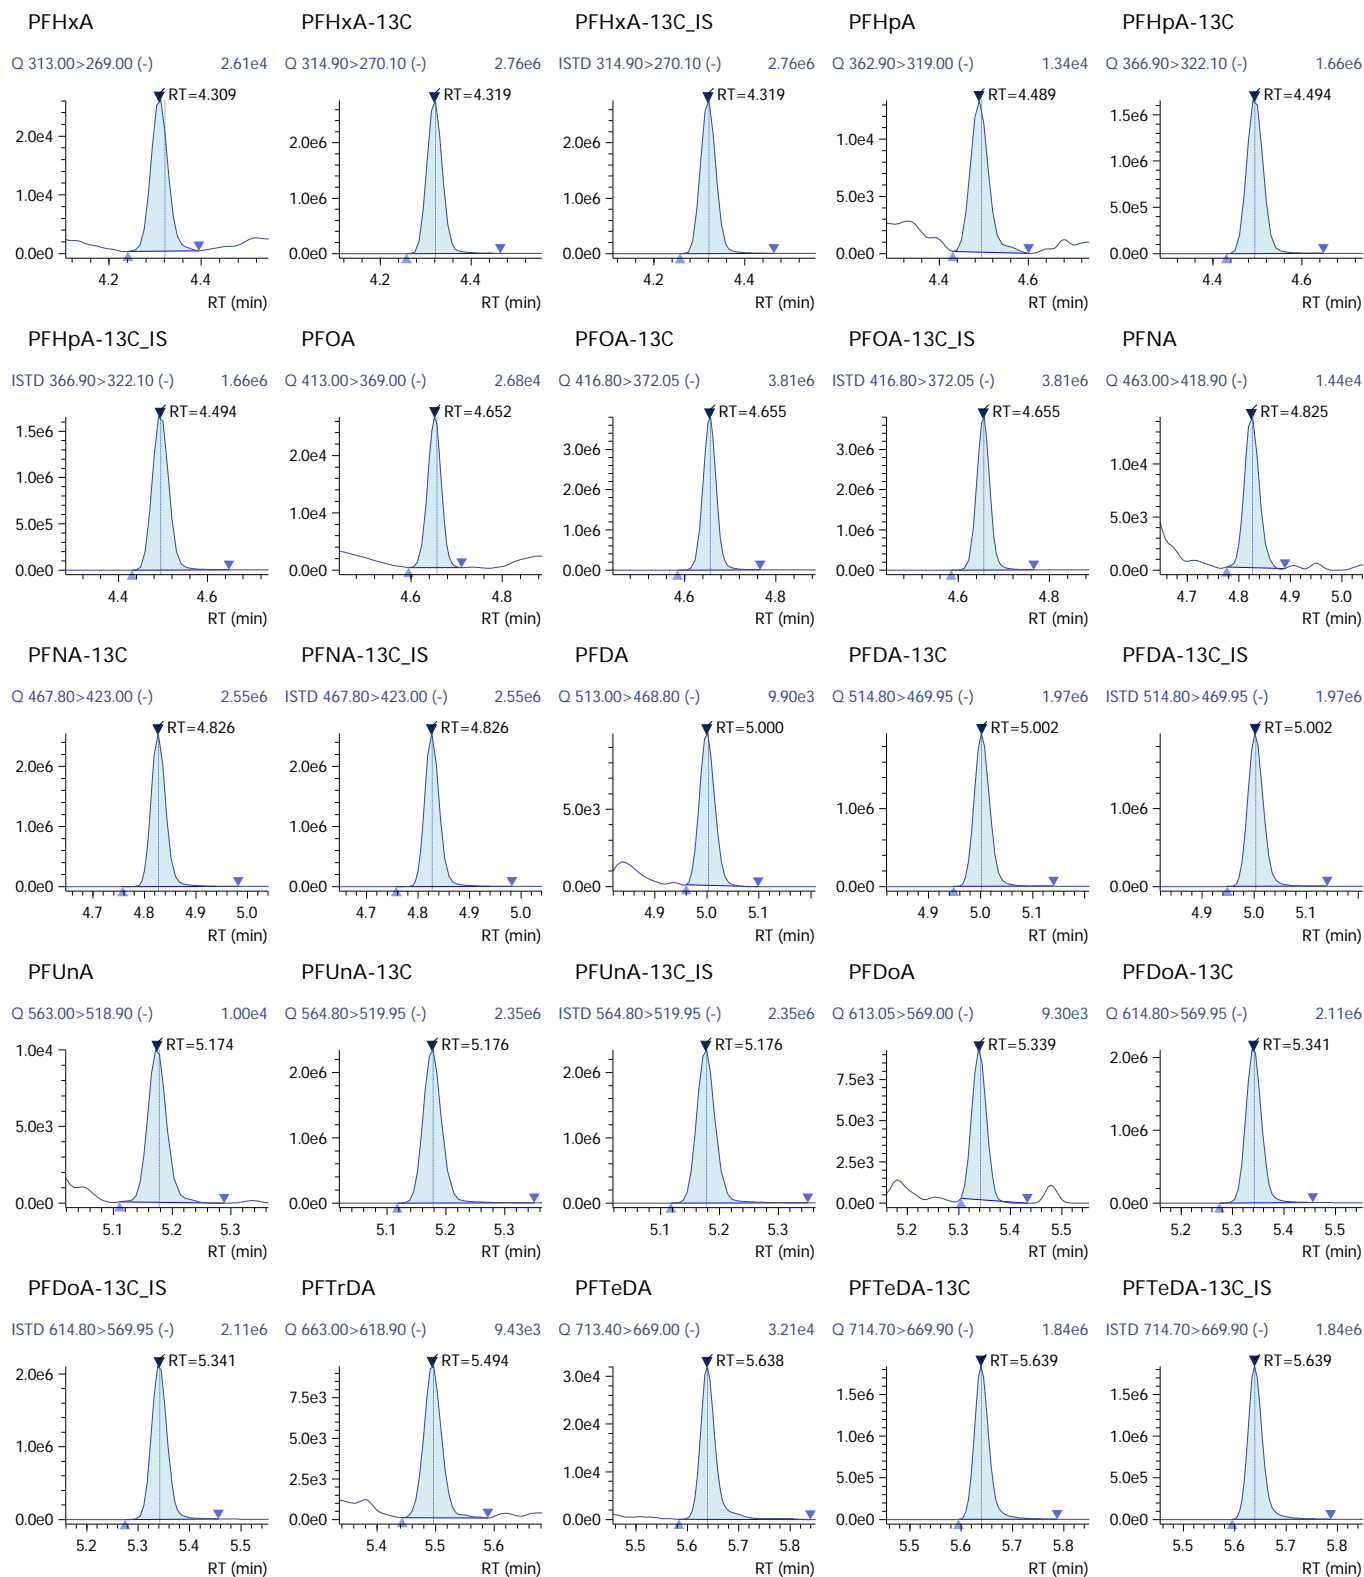 PFHxA
Q 313.00>269.00 (-) 2.61e4
RT=4.309
2.0e4
1.0e4
0.0e0
4.2 4.4
RT (min)
PFHxA-13C
Q 314.90>270.10 (-) 2.76e6
RT=4.319
2.0e6
1.0e6
0.0e0
4.2 4.4
RT (min)
PFHxA-13C_IS
ISTD 314.90>270.10 (-) 2.76e6
RT=4.319
2.0e6
1.0e6
0.0e0
4.2 4.4
RT (min)
PFHpA
Q 362.90>319.00 (-) 1.34e4
RT=4.489
1.0e4
5.0e3
0.0e0
4.4 4.6
RT (min)
PFHpA-13C
Q 366.90>322.10 (-) 1.66e6
RT=4.494
1.5e6
1.0e6
5.0e5
0.0e0
4.4 4.6
RT (min)
PFHpA-13C_IS
ISTD 366.90>322.10 (-) 1.66e6
RT=4.494
1.5e6
1.0e6
5.0e5
0.0e0
4.4 4.6
RT (min)
PFOA
Q 413.00>369.00 (-) 2.68e4
RT=4.652
2.0e4
1.0e4
0.0e0
4.6 4.8
RT (min)
PFOA-13C
Q 416.80>372.05 (-) 3.81e6
RT=4.655
3.0e6
2.0e6
1.0e6
0.0e0
4.6 4.8
RT (min)
PFOA-13C_IS
ISTD 416.80>372.05 (-) 3.81e6
RT=4.655
3.0e6
2.0e6
1.0e6
0.0e0
4.6 4.8
RT (min)
PFNA
Q 463.00>418.90 (-) 1.44e4
RT=4.825
1.0e4
5.0e3
0.0e0
4.7 4.8 4.9 5.0
RT (min)
PFNA-13C
Q 467.80>423.00 (-) 2.55e6
RT=4.826
2.0e6
1.0e6
0.0e0
4.7 4.8 4.9 5.0
RT (min)
PFNA-13C_IS
ISTD 467.80>423.00 (-) 2.55e6
RT=4.826
2.0e6
1.0e6
0.0e0
4.7 4.8 4.9 5.0
RT (min)
PFDA
Q 513.00>468.80 (-) 9.90e3
RT=5.000
5.0e3
0.0e0
4.9 5.0 5.1
RT (min)
PFDA-13C
Q 514.80>469.95 (-) 1.97e6
RT=5.002
1.0e6
0.0e0
4.9 5.0 5.1
RT (min)
PFDA-13C_IS
ISTD 514.80>469.95 (-) 1.97e6
RT=5.002
1.0e6
0.0e0
4.9 5.0 5.1
RT (min)
PFUnA
Q 563.00>518.90 (-) 1.00e4
RT=5.174
1.0e4
5.0e3
0.0e0
5.1 5.2 5.3
RT (min)
PFUnA-13C
Q 564.80>519.95 (-) 2.35e6
RT=5.176
2.0e6
1.0e6
0.0e0
5.1 5.2 5.3
RT (min)
PFUnA-13C_IS
ISTD 564.80>519.95 (-) 2.35e6
RT=5.176
2.0e6
1.0e6
0.0e0
5.1 5.2 5.3
RT (min)
PFDoA
Q 613.05>569.00 (-) 9.30e3
RT=5.339
7.5e3
5.0e3
2.5e3
0.0e0
5.2 5.3 5.4 5.5
RT (min)
PFDoA-13C
Q 614.80>569.95 (-) 2.11e6
RT=5.341
2.0e6
1.0e6
0.0e0
5.2 5.3 5.4 5.5
RT (min)
PFDoA-13C_IS
ISTD 614.80>569.95 (-) 2.11e6
RT=5.341
2.0e6
1.0e6
0.0e0
5.2 5.3 5.4 5.5
RT (min)
PFTrDA
Q 663.00>618.90 (-) 9.43e3
RT=5.494
7.5e3
5.0e3
2.5e3
0.0e0
5.4 5.5 5.6
RT (min)
PFTeDA
Q 713.40>669.00 (-) 3.21e4
RT=5.638
3.0e4
2.0e4
1.0e4
0.0e0
5.5 5.6 5.7 5.8
RT (min)
PFTeDA-13C
Q 714.70>669.90 (-) 1.84e6
RT=5.639
1.5e6
1.0e6
5.0e5
0.0e0
5.5 5.6 5.7 5.8
RT (min)
PFTeDA-13C_IS
ISTD 714.70>669.90 (-) 1.84e6
RT=5.639
1.5e6
1.0e6
5.0e5
0.0e0
5.5 5.6 5.7 5.8
RT (min)